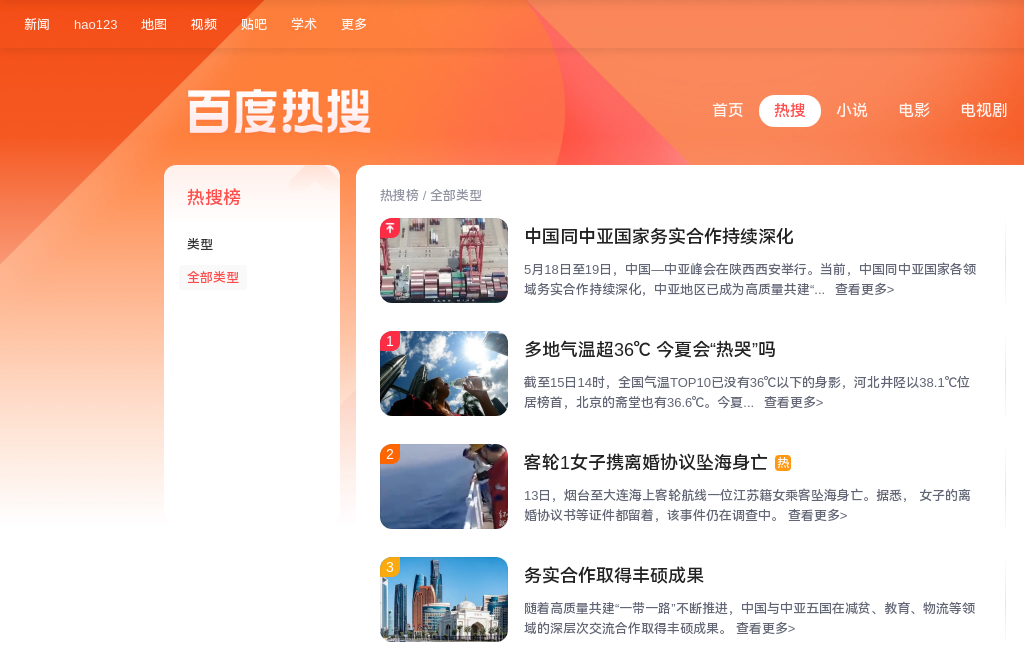 新闻 hao123 地图 视频 贴吧 学术 更多
百度热搜
首页 热搜 小说 电影 电视剧
热搜榜
类型
全部类型
热搜榜 / 全部类型
中国同中亚国家务实合作持续深化
5月18日至19日，中国—中亚峰会在陕西西安举行。当前，中国同中亚国家各领
域务实合作持续深化，中亚地区已成为高质量共建“... 查看更多>
1
多地气温超36℃ 今夏会“热哭”吗
截至15日14时，全国气温TOP10已没有36℃以下的身影，河北井陉以38.1℃位
居榜首，北京的斋堂也有36.6℃。今夏... 查看更多>
2
客轮1女子携离婚协议坠海身亡 热
13日，烟台至大连海上客轮航线一位江苏籍女乘客坠海身亡。据悉， 女子的离
婚协议书等证件都留着，该事件仍在调查中。 查看更多>
3
务实合作取得丰硕成果
随着高质量共建“一带一路”不断推进，中国与中亚五国在减贫、教育、物流等领
域的深层次交流合作取得丰硕成果。 查看更多>